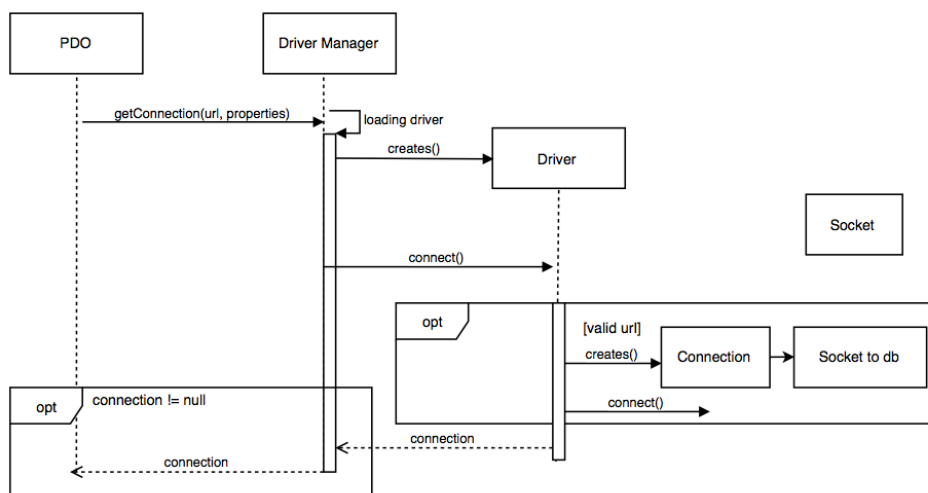 PDO
Driver Manager
getConnection(url, properties)
loading driver
creates()
Driver
Socket
connect()
opt
[valid url]
creates()
Connection
Socket to db
opt
connection != null
connect()
connection
connection